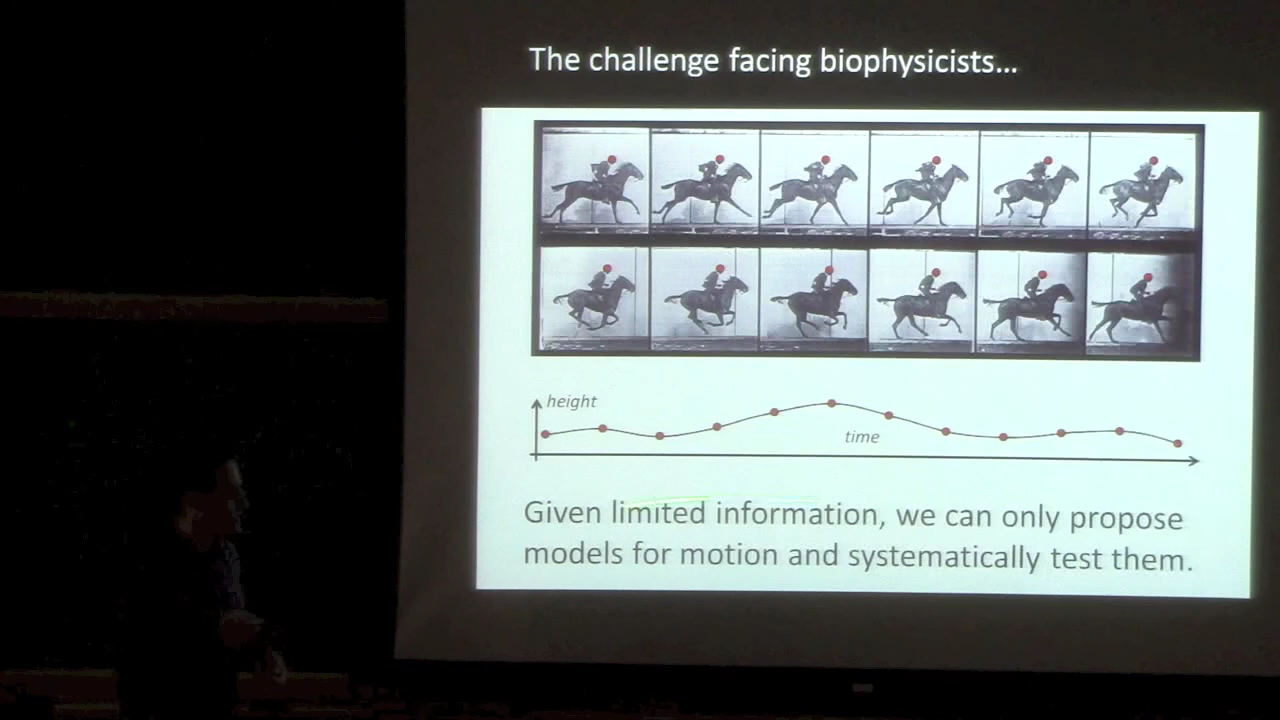 The challenge facing biophysicists...
height
time
Given limited information, we can only propose
models for motion and systematically test them.